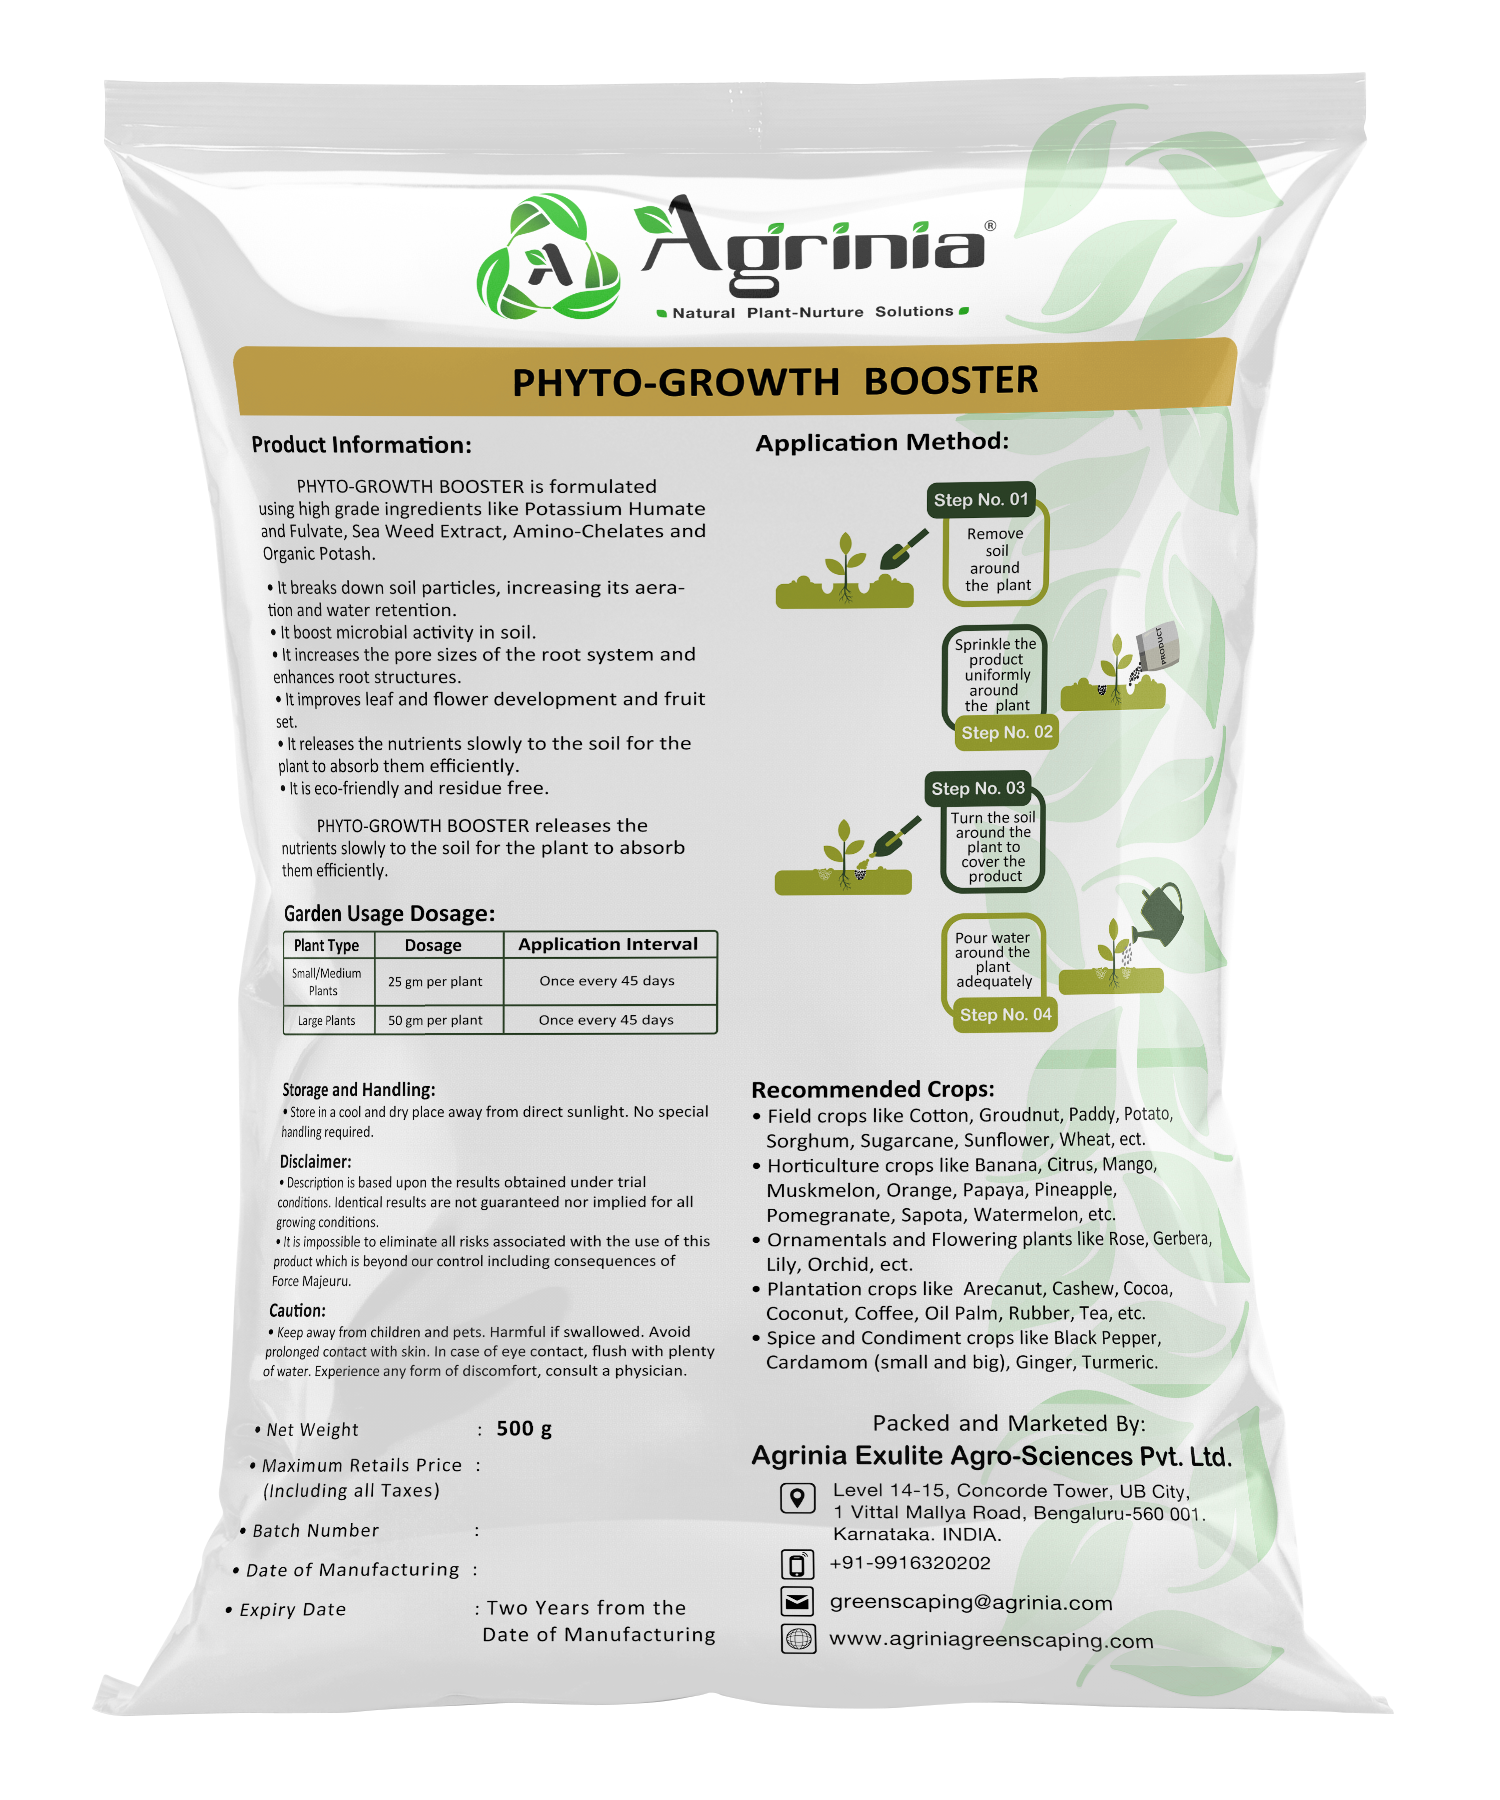 A
Agrinia®
Natural Plant-Nurture Solutions
PHYTO-GROWTH BOOSTER
Product Information:
PHYTO-GROWTH BOOSTER is formulated
using high grade ingredients like Potassium Humate
and Fulvate, Sea Weed Extract, Amino-Chelates and
Organic Potash.
• It breaks down soil particles, increasing its aera-
tion and water retention.
• It boost microbial activity in soil.
• It increases the pore sizes of the root system and
enhances root structures.
• It improves leaf and flower development and fruit
set.
• It releases the nutrients slowly to the soil for the
plant to absorb them efficiently.
• It is eco-friendly and residue free.
PHYTO-GROWTH BOOSTER releases the
nutrients slowly to the soil for the plant to absorb
them efficiently.
Garden Usage Dosage:
Plant Type Dosage Application Interval
Small/Medium
Plants
25 gm per plant Once every 45 days
Large Plants 50 gm per plant Once every 45 days
Storage and Handling:
• Store in a cool and dry place away from direct sunlight. No special
handling required.
Disclaimer:
• Description is based upon the results obtained under trial
conditions. Identical results are not guaranteed nor implied for all
growing conditions.
• It is impossible to eliminate all risks associated with the use of this
product which is beyond our control including consequences of
Force Majeuru.
Caution:
• Keep away from children and pets. Harmful if swallowed. Avoid
prolonged contact with skin. In case of eye contact, flush with plenty
of water. Experience any form of discomfort, consult a physician.
• Net Weight : 500 g
• Maximum Retails Price :
(Including all Taxes)
• Batch Number :
• Date of Manufacturing :
• Expiry Date : Two Years from the
Date of Manufacturing
Application Method:
Step No. 01
Remove
soil
around
the plant
Sprinkle the
product
uniformly
around
the plant
Step No. 02
PRODUCT
Step No. 03
Turn the soil
around the
plant to
cover the
product
Pour water
around the
plant
adequately
Step No. 04
Recommended Crops:
• Field crops like Cotton, Groudnut, Paddy, Potato,
Sorghum, Sugarcane, Sunflower, Wheat, ect.
• Horticulture crops like Banana, Citrus, Mango,
Muskmelon, Orange, Papaya, Pineapple,
Pomegranate, Sapota, Watermelon, etc.
• Ornamentals and Flowering plants like Rose, Gerbera,
Lily, Orchid, ect.
• Plantation crops like Arecanut, Cashew, Cocoa,
Coconut, Coffee, Oil Palm, Rubber, Tea, etc.
• Spice and Condiment crops like Black Pepper,
Cardamom (small and big), Ginger, Turmeric.
Packed and Marketed By:
Agrinia Exulite Agro-Sciences Pvt. Ltd.
Level 14-15, Concorde Tower, UB City,
1 Vittal Mallya Road, Bengaluru-560 001.
Karnataka. INDIA.
+91-9916320202
greenscaping@agrinia.com
www.agriniagreenscaping.com